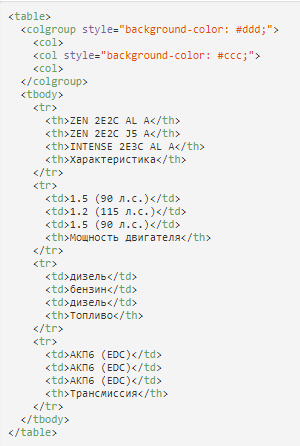 <table>
<colgroup style="background-color: #ddd;">
<col>
<col style="background-color: #ccc;">
<col>
</colgroup>
<tbody>
<tr>
<th>ZEN 2E2C AL A</th>
<th>ZEN 2E2C J5 A</th>
<th>INTENSE 2E3C AL A</th>
<th>Характеристика</th>
</tr>
<tr>
<td>1.5 (90 л.с.)</td>
<td>1.2 (115 л.с.)</td>
<td>1.5 (90 л.с.)</td>
<th>Мощность двигателя</th>
</tr>
<tr>
<td>дизель</td>
<td>бензин</td>
<td>дизель</td>
<th>Топливо</th>
</tr>
<tr>
<td>АКП6 (EDC)</td>
<td>АКП6 (EDC)</td>
<td>АКП6 (EDC)</td>
<th>Трансмиссия</th>
</tr>
</tbody>
</table>